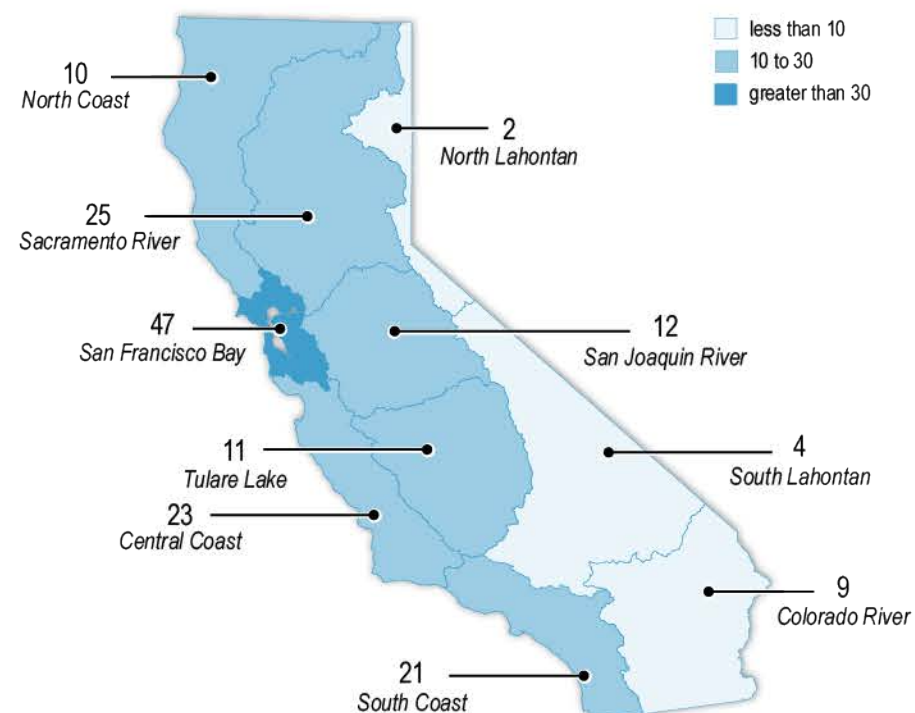 less than 10
10 to 30
greater than 30
10
North Coast
2
North Lahontan
25
Sacramento River
47
San Francisco Bay
12
San Joaquin River
11
Tulare Lake
4
South Lahontan
23
Central Coast
9
Colorado River
21
South Coast